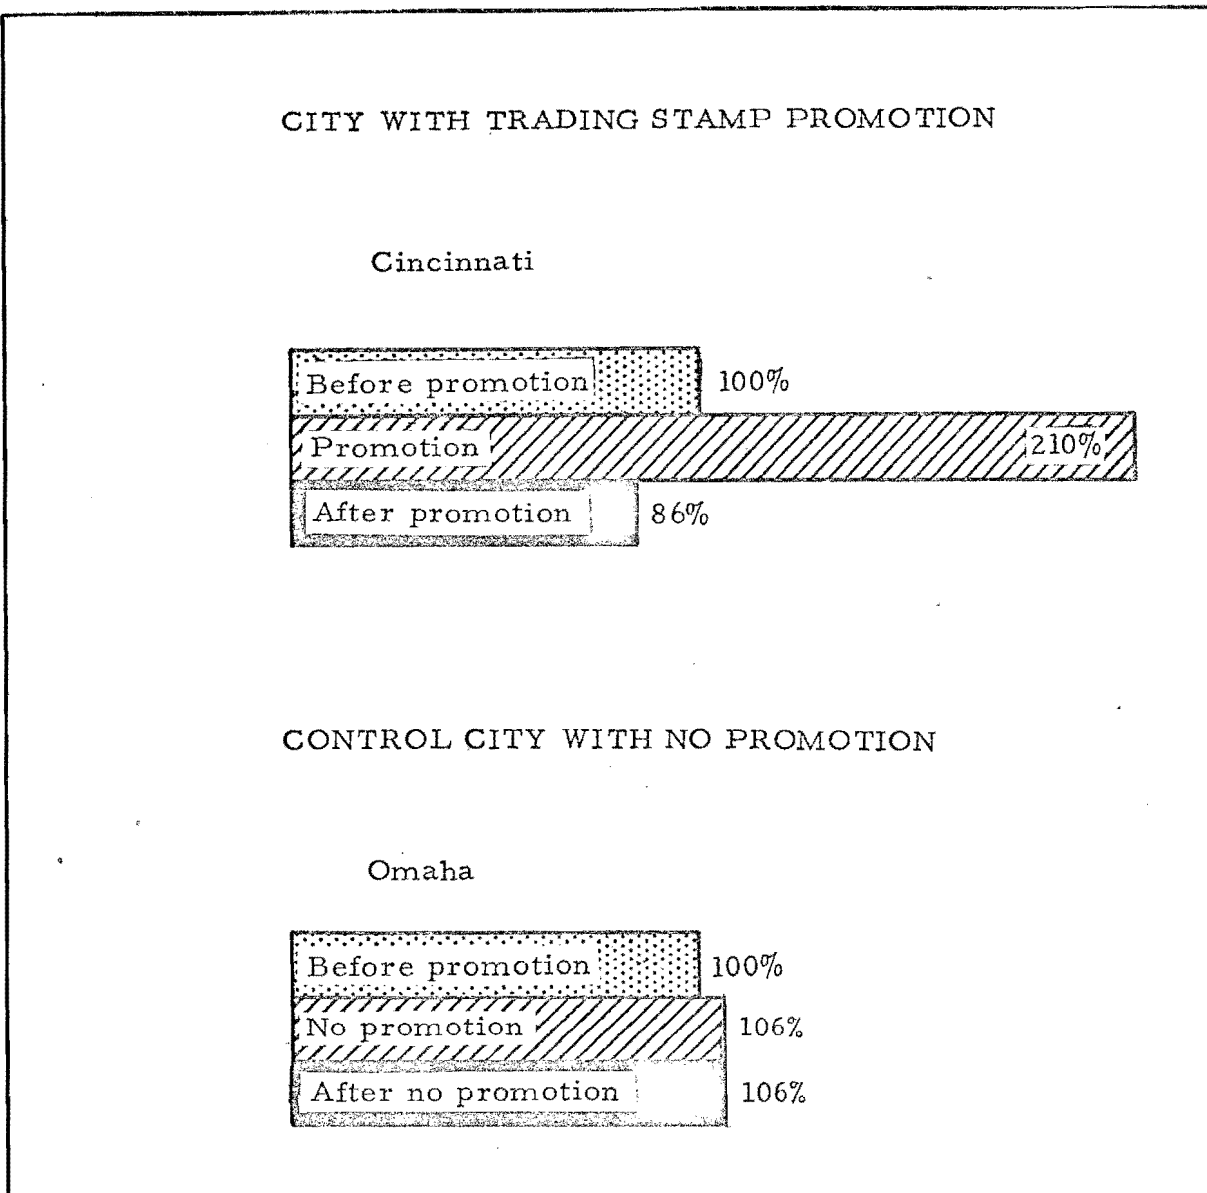 CITY WITH TRADING STAMP PROMOTION
Cincinnati
Before promotion 100%
Promotion 210%
After promotion 86%
CONTROL CITY WITH NO PROMOTION
Omaha
Before promotion 100%
No promotion 106%
After no promotion 106%